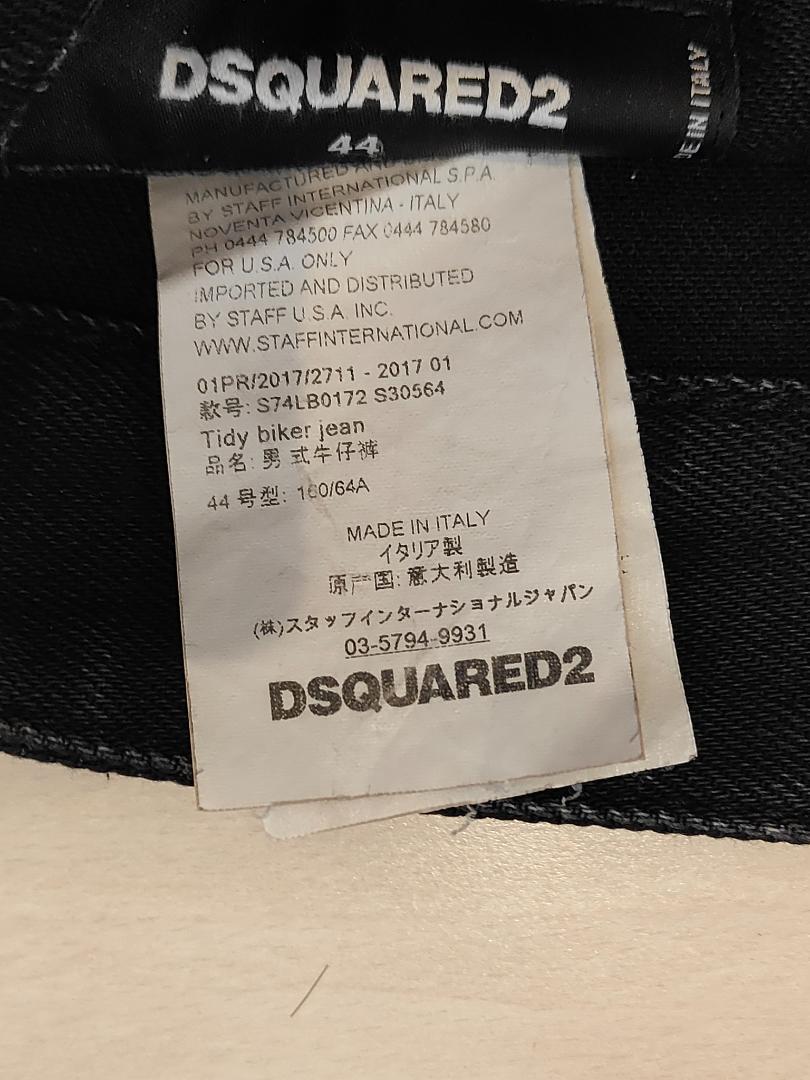 DSQUARED2
44
E IN ITALY
MANUFACTURED AND
BY STAFF INTERNATIONAL S.P.A.
NOVENTA VICENTINA - ITALY
PH 0444 784500 FAX 0444 784580
FOR U.S.A. ONLY
IMPORTED AND DISTRIBUTED
BY STAFF U.S.A. INC.
WWW.STAFFINTERNATIONAL.COM
01PR/2017/2711 - 2017 01
款号: S74LB0172 S30564
Tidy biker jean
品名: 男式牛仔裤
44 号型: 160/64A
MADE IN ITALY
イタリア製
原产国: 意大利製造
(株)スタッフインターナショナルジャパン
03-5794-9931
DSQUARED2